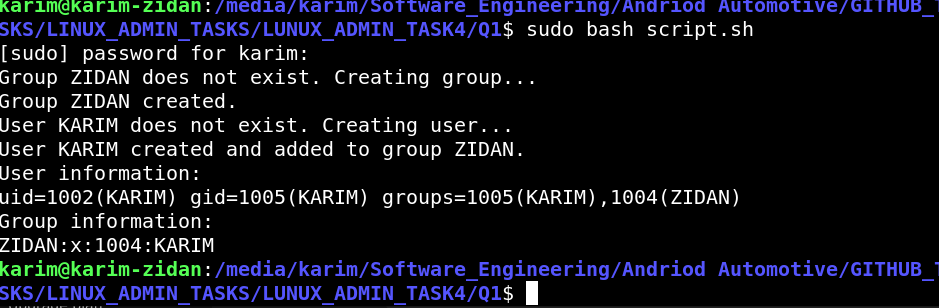 karim@karim-zidan:/media/karim/Software_Engineering/Andriod Automotive/GITHUB_T
SKS/LINUX_ADMIN_TASKS/LUNUX_ADMIN_TASK4/Q1$ sudo bash script.sh
[sudo] password for karim:
Group ZIDAN does not exist. Creating group...
Group ZIDAN created.
User KARIM does not exist. Creating user...
User KARIM created and added to group ZIDAN.
User information:
uid=1002(KARIM) gid=1005(KARIM) groups=1005(KARIM),1004(ZIDAN)
Group information:
ZIDAN:x:1004:KARIM
karim@karim-zidan:/media/karim/Software_Engineering/Andriod Automotive/GITHUB_T
SKS/LINUX_ADMIN_TASKS/LUNUX_ADMIN_TASK4/Q1$